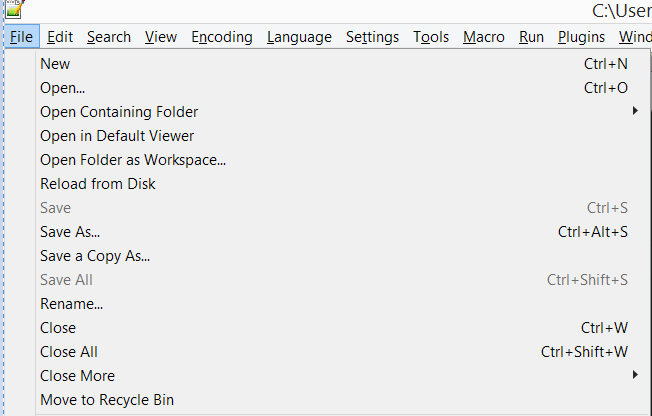 C:\User
File Edit Search View Encoding Language Settings Tools Macro Run Plugins Wind
New Ctrl+N
Open... Ctrl+O
Open Containing Folder
Open in Default Viewer
Open Folder as Workspace...
Reload from Disk
Save Ctrl+S
Save As... Ctrl+Alt+S
Save a Copy As...
Save All Ctrl+Shift+S
Rename...
Close Ctrl+W
Close All Ctrl+Shift+W
Close More
Move to Recycle Bin